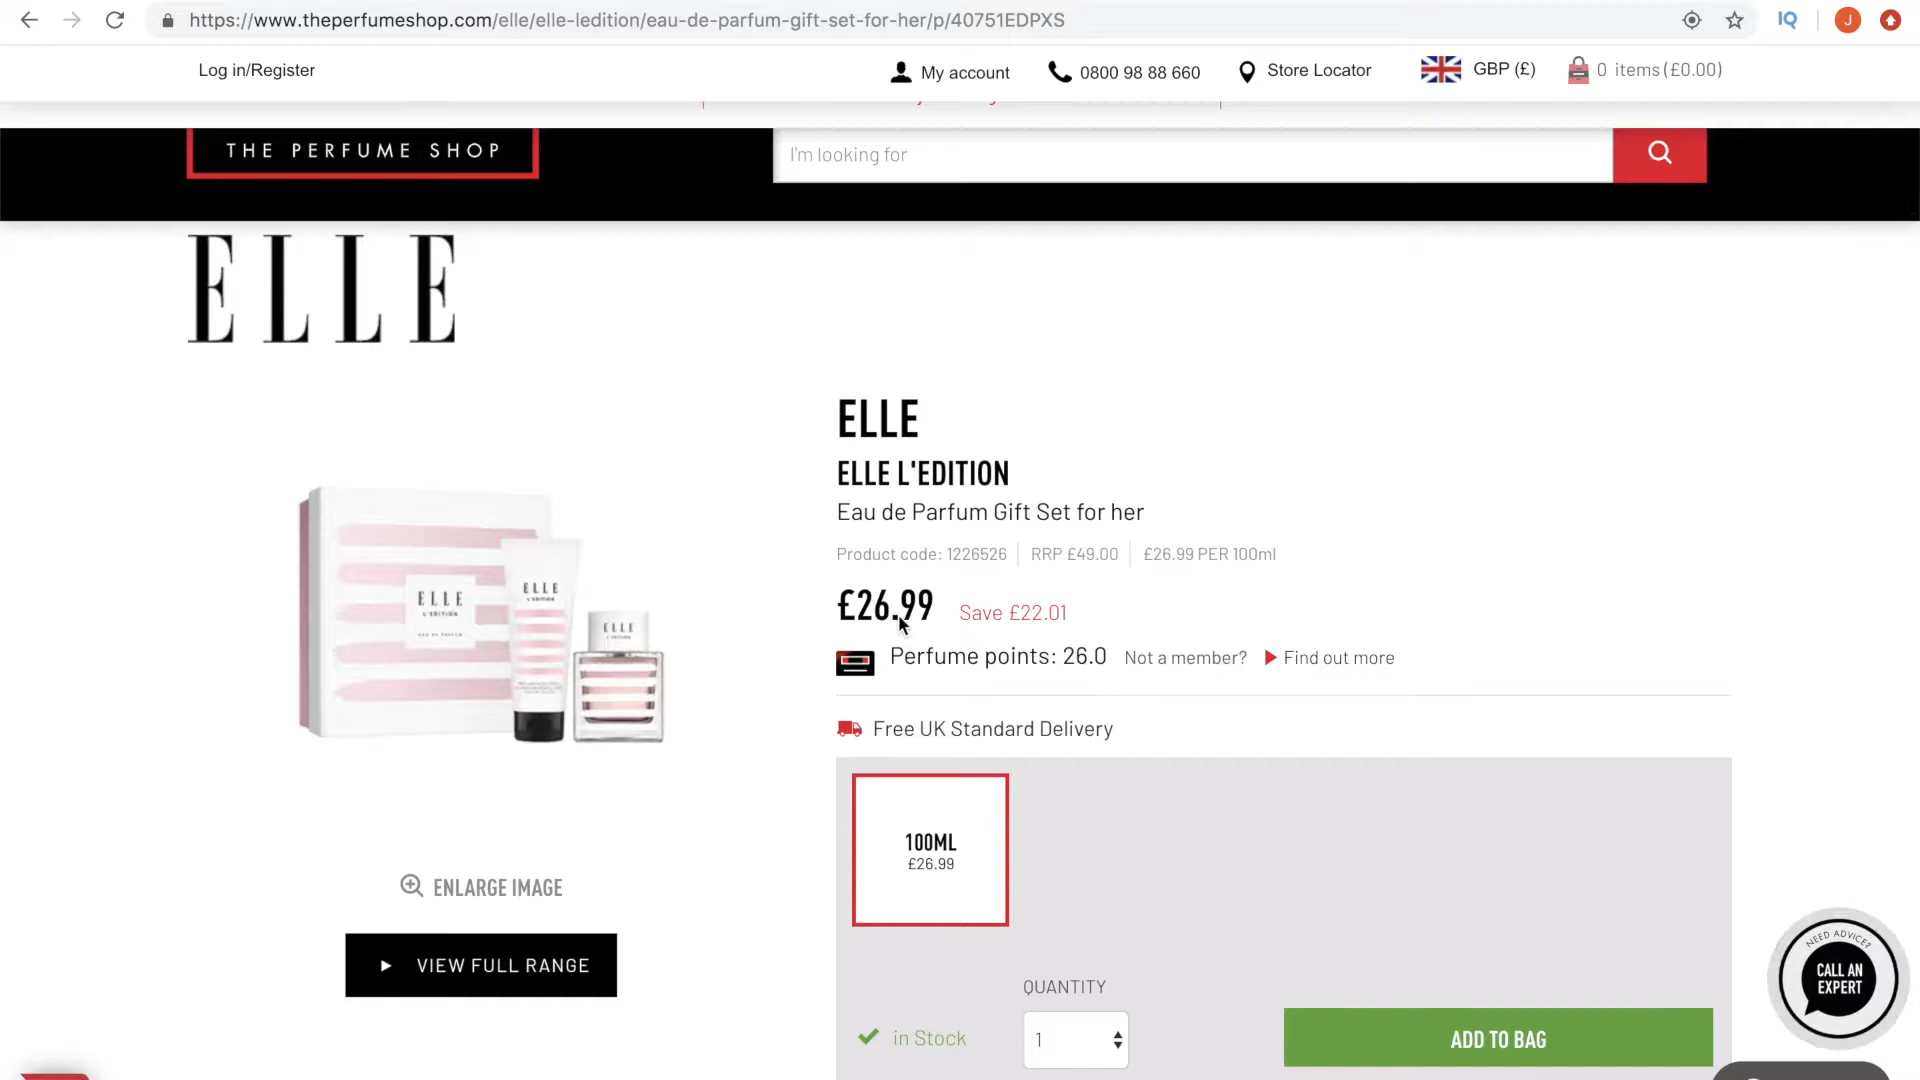 https://www.theperfumeshop.com/elle/elle-ledition/eau-de-parfum-gift-set-for-her/p/40751EDPXS
IQ
J
Log in/Register
My account
0800 98 88 660
Store Locator
GBP (£)
0 items (£0.00)
THE PERFUME SHOP
I'm looking for
ELLE
ELLE
ELLE L'EDITION
Eau de Parfum Gift Set for her
Product code: 1226526
RRP £49.00
£26.99 PER 100ml
£26.99
Save £22.01
Perfume points: 26.0
Not a member?
Find out more
Free UK Standard Delivery
ELLE
L'EDITION
EAU DE PARFUM
ELLE
L'EDITION
ELLE
100ML
£26.99
ENLARGE IMAGE
VIEW FULL RANGE
QUANTITY
in Stock
1
ADD TO BAG
NEED ADVICE?
CALL AN
EXPERT